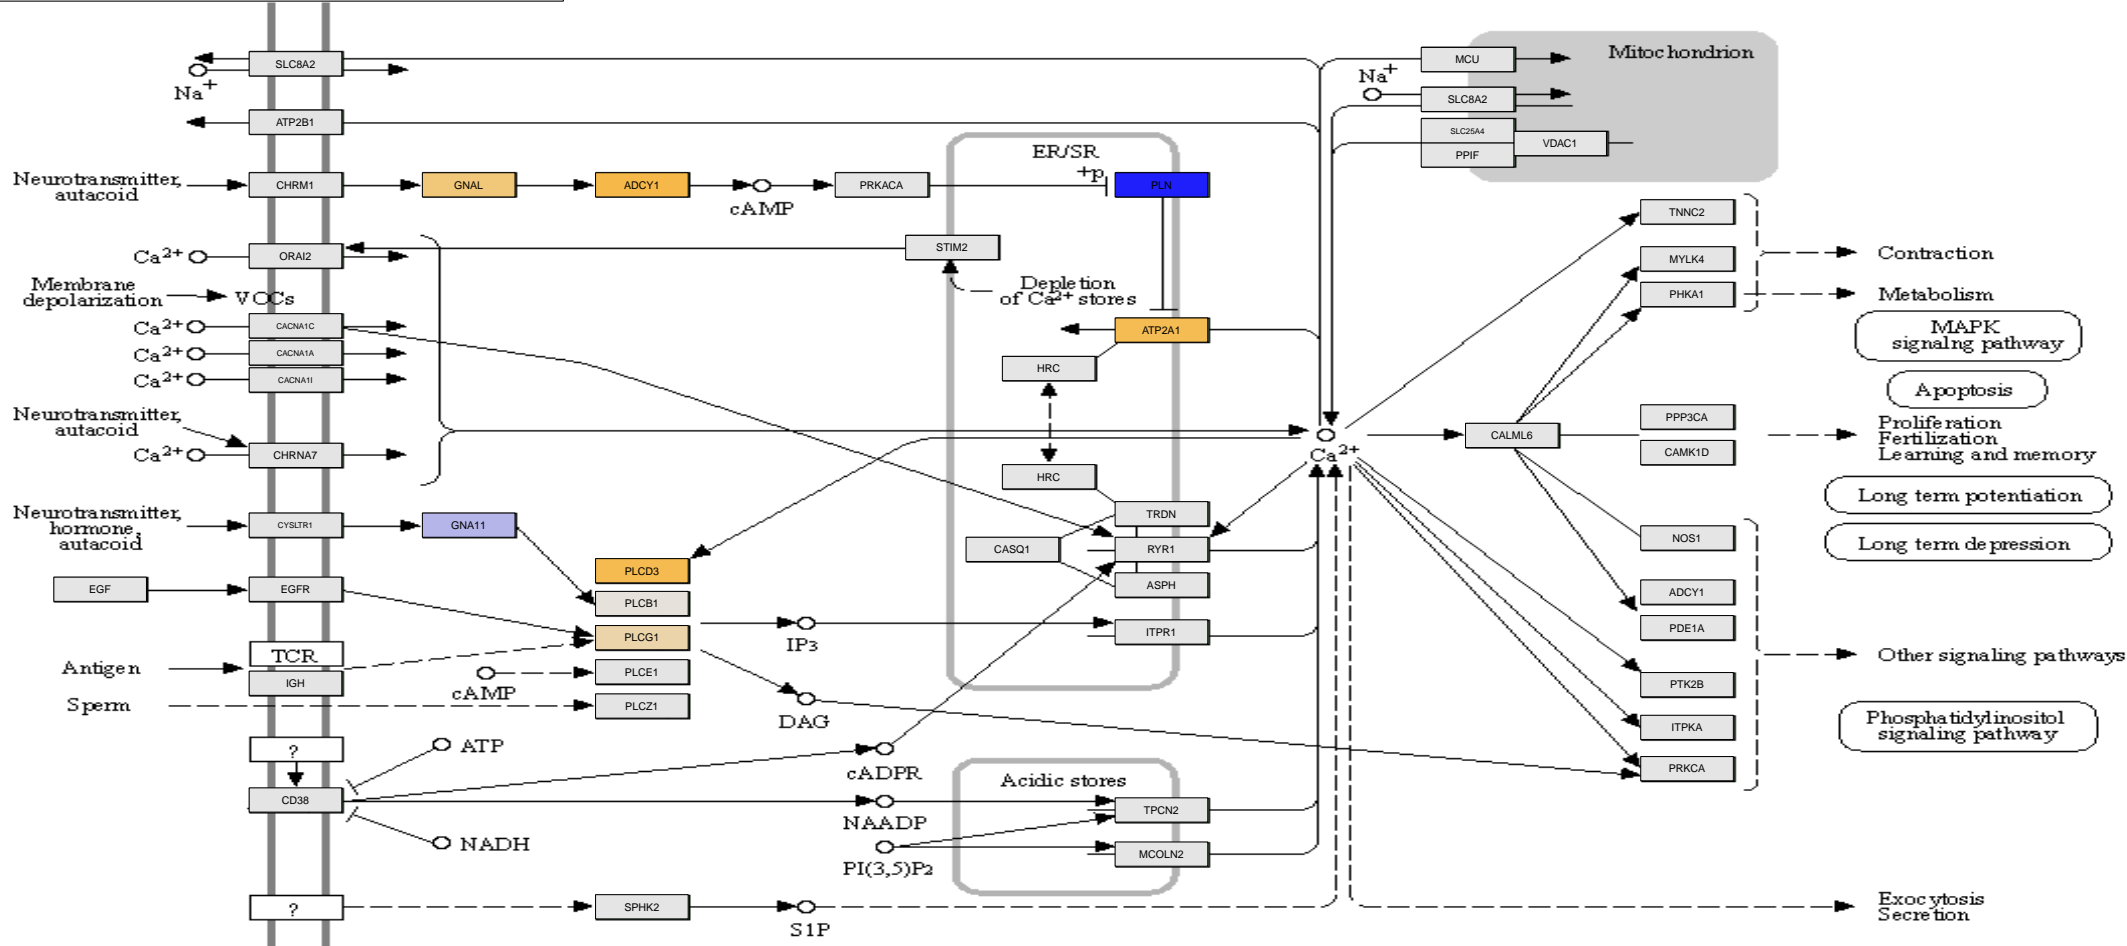 SLC8A2
Na+
ATP2B1
Neurotransmitter,
autacoid
CHRM1
GNAL
ADCY1
cAMP
PRKACA
ER/SR
+p
PLN
MCU
Mitochondrion
Na+
SLC8A2
SLC25A4
PPIF
VDAC1
Ca2+
ORAI2
STIM2
Depletion
of Ca2+ stores
Membrane
depolarization
VOCs
Ca2+
CACNA1C
Ca2+
CACNA1A
Ca2+
CACNA1I
ATP2A1
HRC
Neurotransmitter,
autacoid
Ca2+
CHRNA7
HRC
TRDN
CASQ1
RYR1
ASPH
ITPR1
Neurotransmitter,
hormone,
autacoid
CYSLTR1
GNA11
EGF
EGFR
PLCD3
PLCB1
PLCG1
PLCE1
PLCZ1
IP3
DAG
Antigen
TCR
IGH
cAMP
Sperm
?
ATP
CD38
NADH
cADPR
NAADP
PI(3,5)P2
Acidic stores
TPCN2
MCOLN2
?
SPHK2
S1P
Ca2+
CALML6
TNNC2
MYLK4
PHKA1
PPP3CA
CAMK1D
NOS1
ADCY1
PDE1A
PTK2B
ITPKA
PRKCA
Contraction
Metabolism
MAPK
signalng pathway
Apoptosis
Proliferation
Fertilization
Learning and memory
Long term potentiation
Long term depression
Other signaling pathways
Phosphatidylinositol
signaling pathway
Exocytosis
Secretion